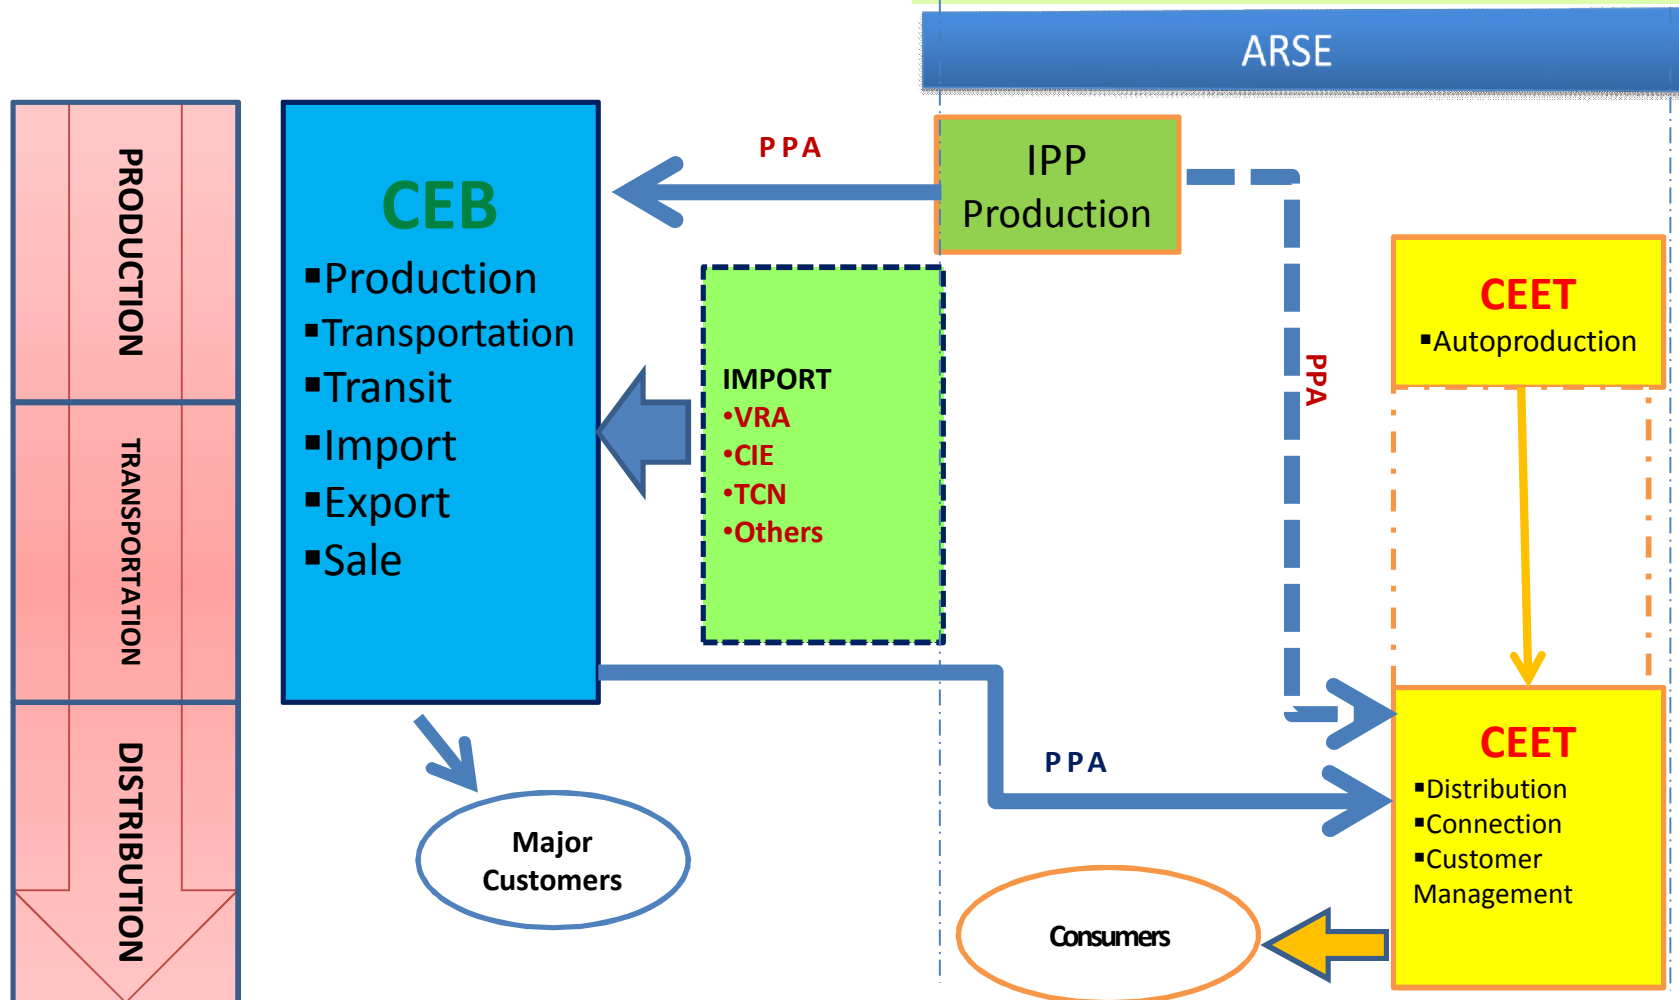 ARSE
PRODUCTION
TRANSPORTATION
DISTRIBUTION
CEB
▪Production
▪Transportation
▪Transit
▪Import
▪Export
▪Sale
PPA
IPP
Production
IMPORT
•VRA
•CIE
•TCN
•Others
PPA
CEET
▪Autoproduction
PPA
CEET
▪Distribution
▪Connection
▪Customer
Management
Major
Customers
Consumers